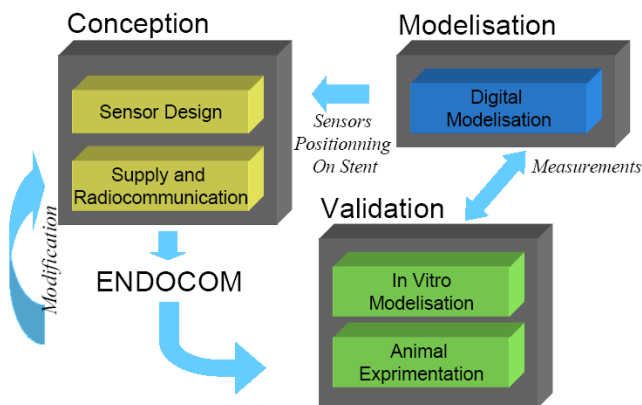 Conception
Modelisation
Sensor Design
Digital
Modelisation
Sensors
Positionning
On Stent
Supply and
Radiocommunication
Measurements
Validation
Modification
ENDOCOM
In Vitro
Modelisation
Animal
Exprimentation